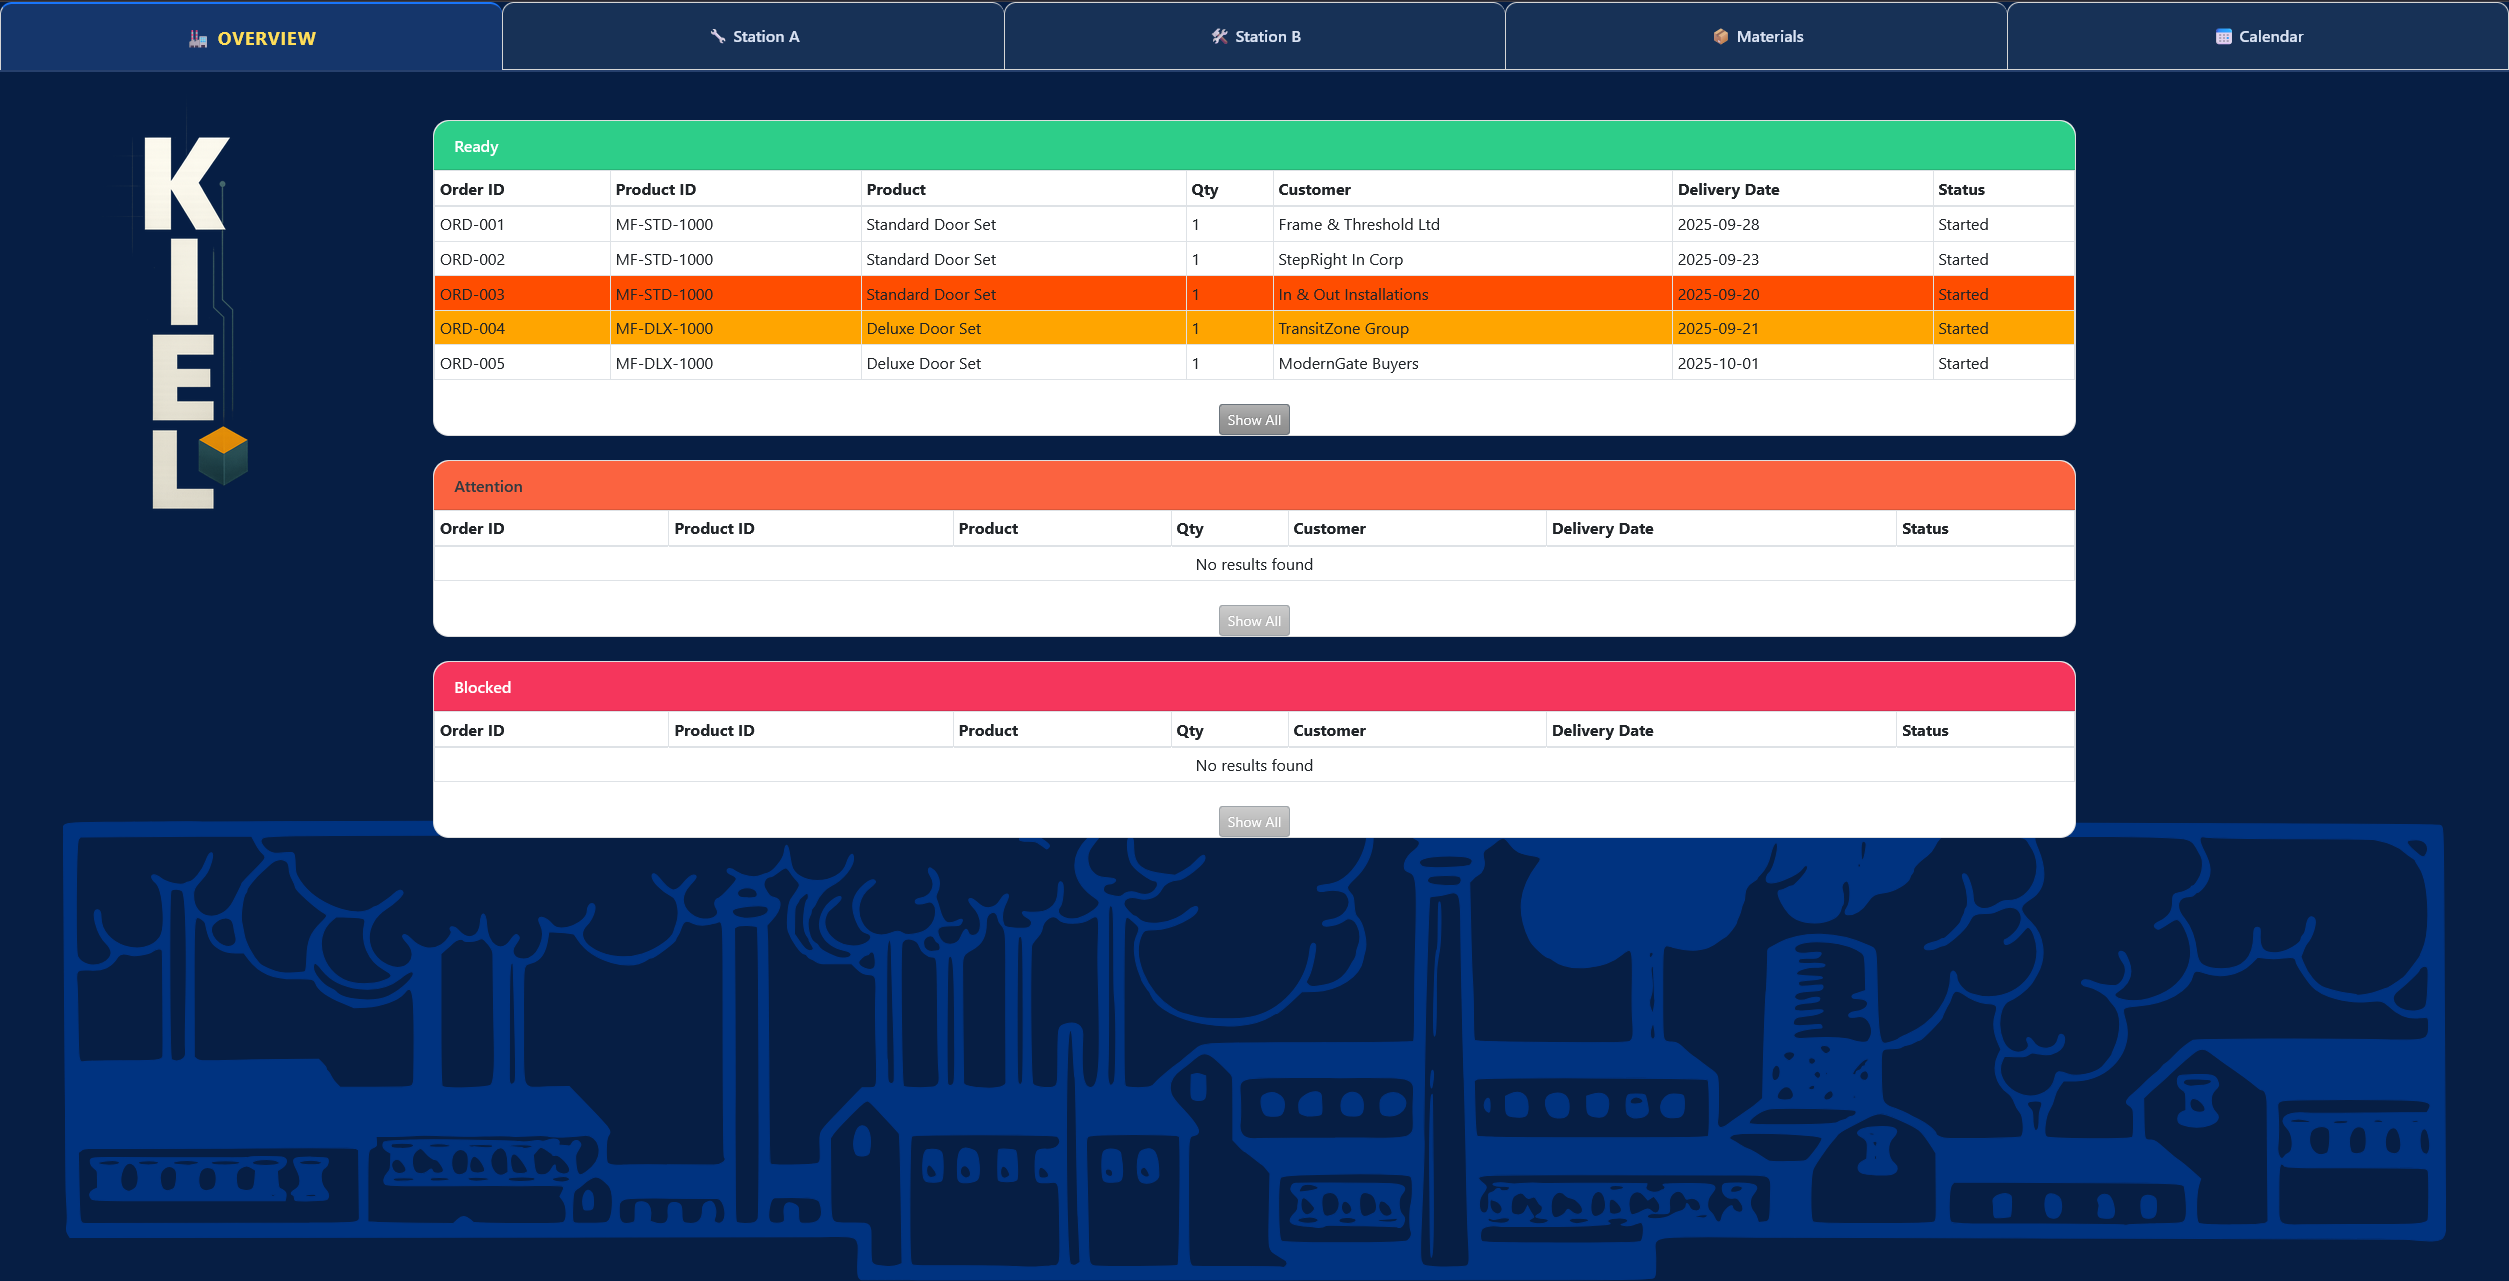 OVERVIEW Station A Station B Materials Calendar
KIEL
Ready
Order ID Product ID Product Qty Customer Delivery Date Status
ORD-001 MF-STD-1000 Standard Door Set 1 Frame & Threshold Ltd 2025-09-28 Started
ORD-002 MF-STD-1000 Standard Door Set 1 StepRight In Corp 2025-09-23 Started
ORD-003 MF-STD-1000 Standard Door Set 1 In & Out Installations 2025-09-20 Started
ORD-004 MF-DLX-1000 Deluxe Door Set 1 TransitZone Group 2025-09-21 Started
ORD-005 MF-DLX-1000 Deluxe Door Set 1 ModernGate Buyers 2025-10-01 Started
Show All
Attention
Order ID Product ID Product Qty Customer Delivery Date Status
No results found
Show All
Blocked
Order ID Product ID Product Qty Customer Delivery Date Status
No results found
Show All